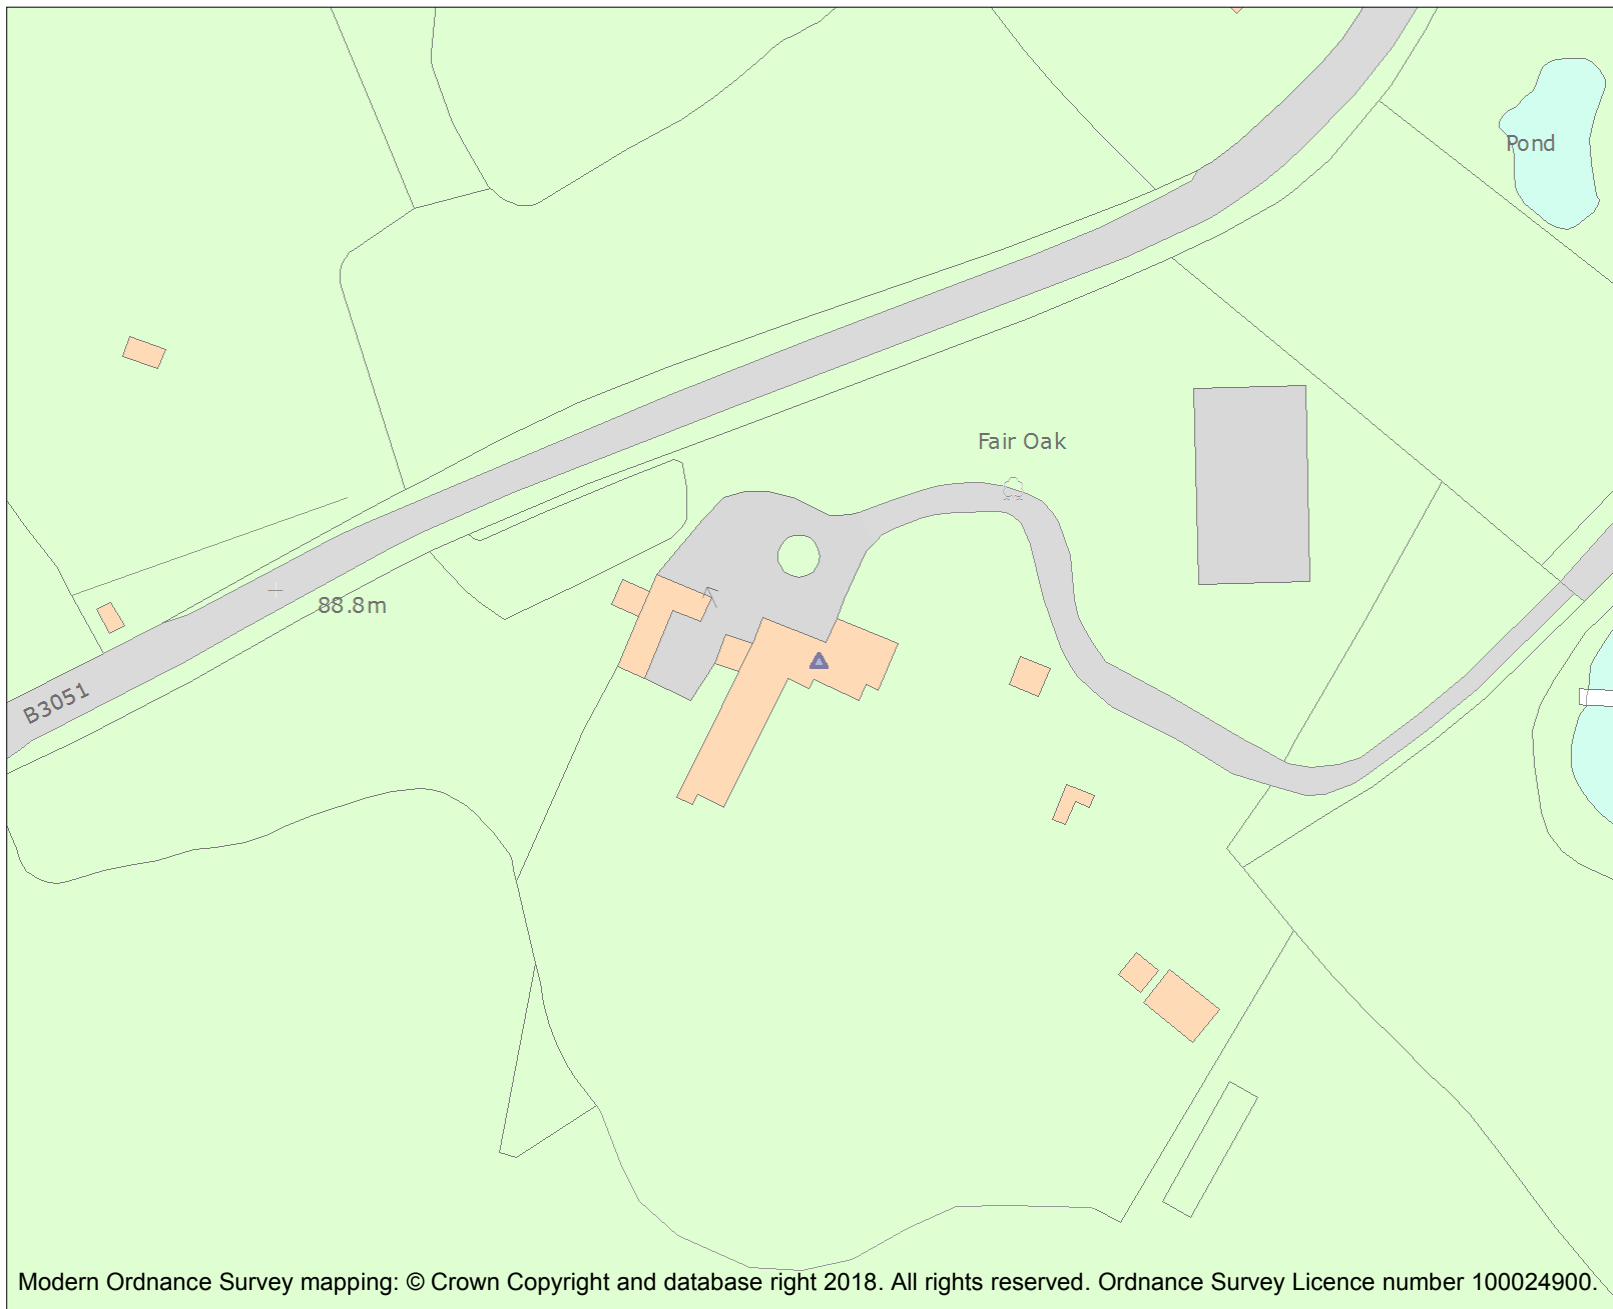 Pond
Fair Oak
88.8m
B3051
Modern Ordnance Survey mapping: © Crown Copyright and database right 2018. All rights reserved. Ordnance Survey Licence number 100024900.